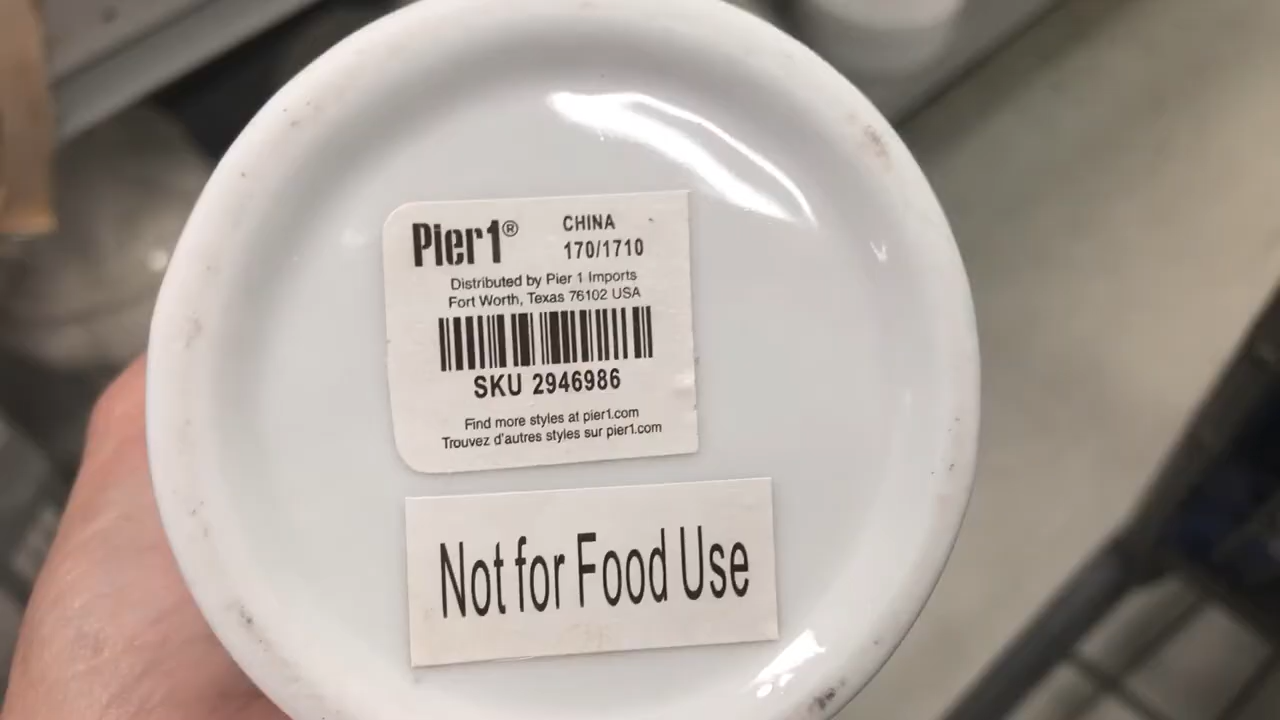 Pier1® CHINA
170/1710
Distributed by Pier 1 Imports
Fort Worth, Texas 76102 USA
SKU 2946986
Find more styles at pier1.com
Trouvez d'autres styles sur pier1.com
Not for Food Use